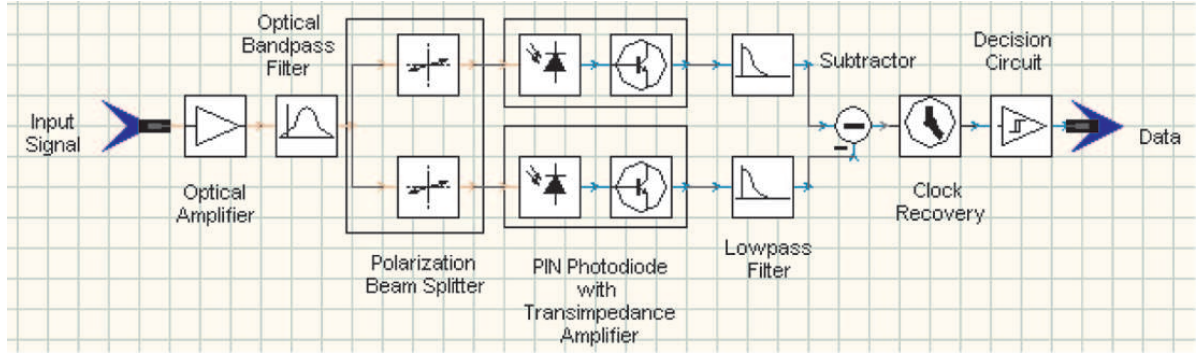 Optical
Bandpass
Filter
Subtractor
Decision
Circuit
Input
Signal
Data
Optical
Amplifier
Clock
Recovery
Polarization
Beam Splitter
PIN Photodiode
with
Transimpedance
Amplifier
Lowpass
Filter